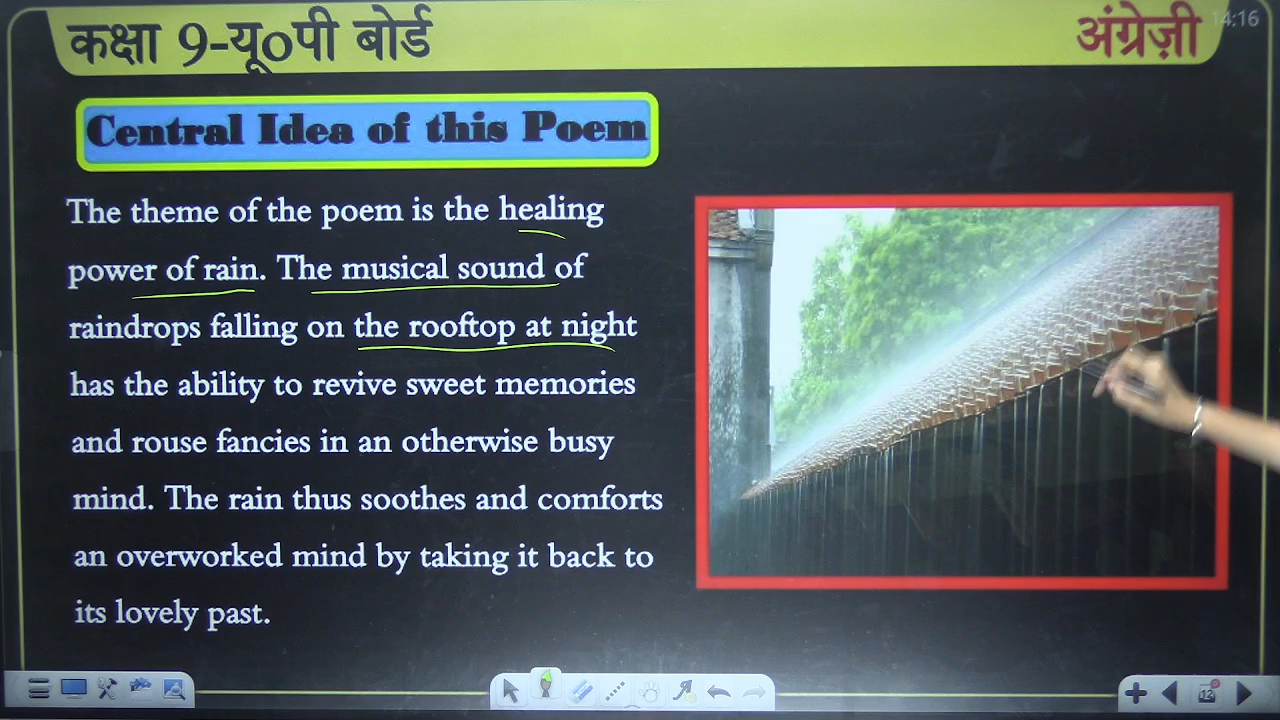 कक्षा 9-यू०पी बोर्ड
अंग्रेज़ी
14:16
Central Idea of this Poem
The theme of the poem is the healing
power of rain. The musical sound of
raindrops falling on the rooftop at night
has the ability to revive sweet memories
and rouse fancies in an otherwise busy
mind. The rain thus soothes and comforts
an overworked mind by taking it back to
its lovely past.
12